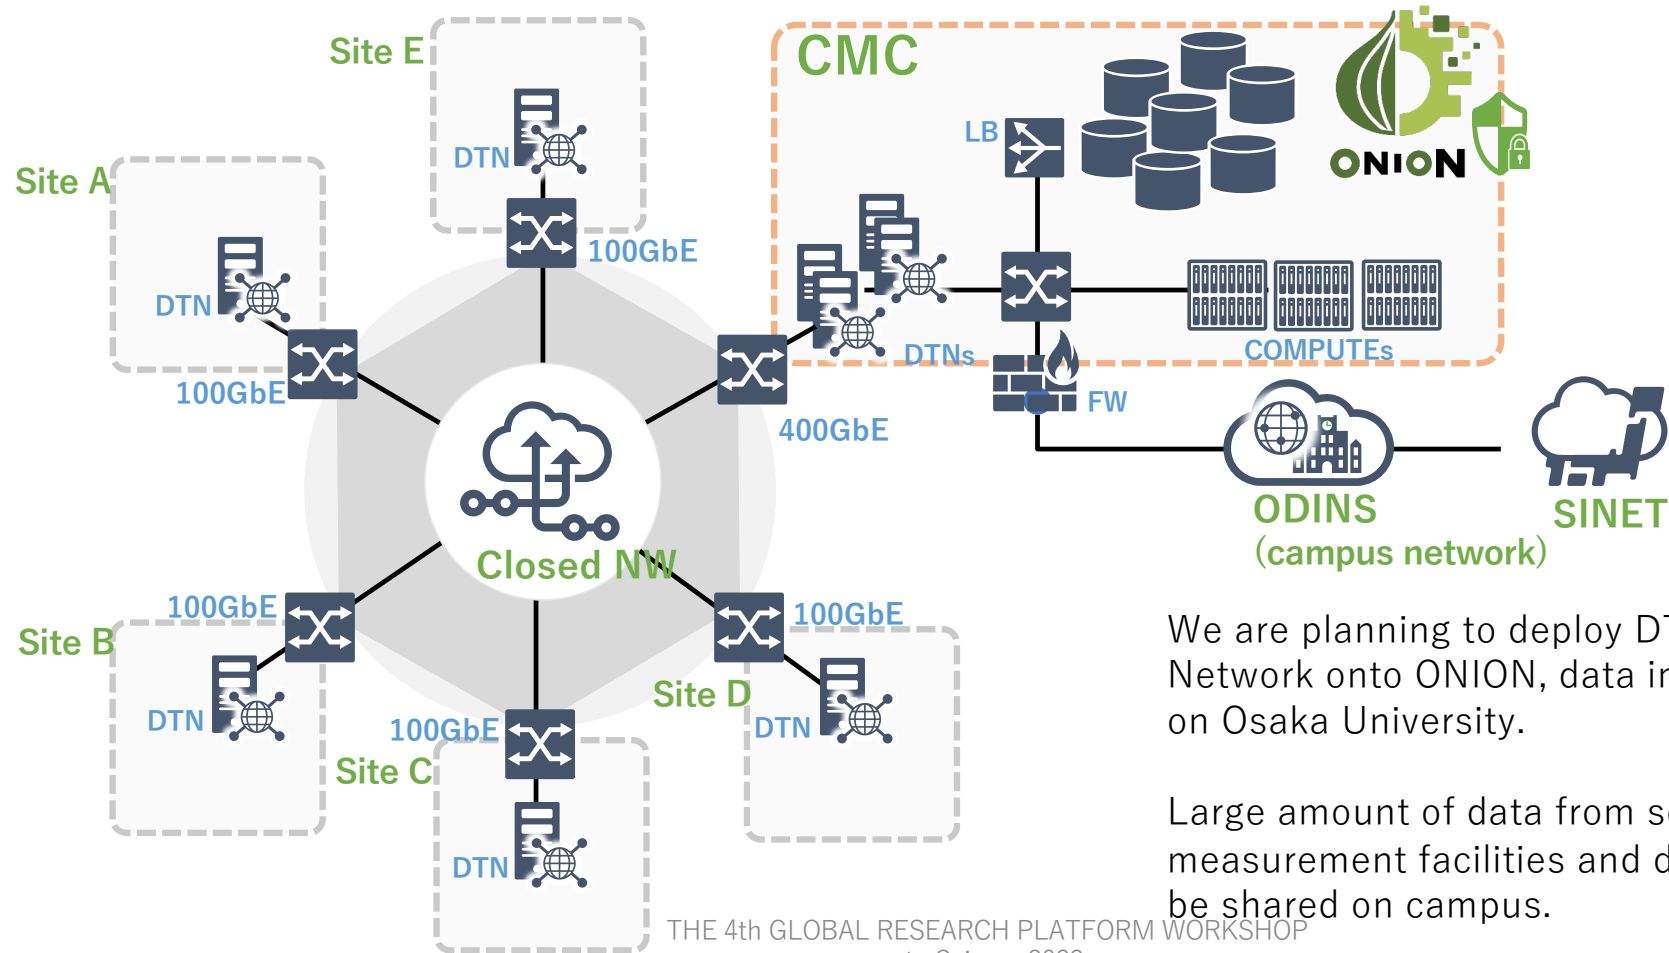 Site E
CMC
LB
DTN
ONION
Site A
100GbE
DTN
DTNs
COMPUTEs
100GbE
400GbE
FW
ODINS
(campus network)
SINET
Closed NW
100GbE
100GbE
Site B
Site D
DTN
DTN
100GbE
Site C
DTN
We are planning to deploy
Network onto ONION, data
on Osaka University.
Large amount of data from
measurement facilities and
be shared on campus.
THE 4th GLOBAL RESEARCH PLATFORM WORKSHOP